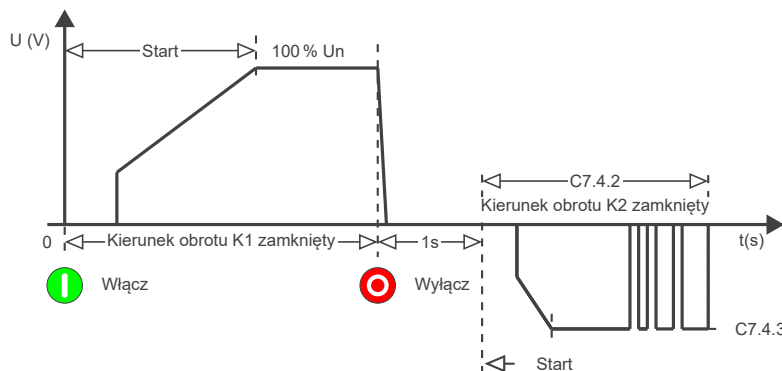 U (V)
Start
100 % Un
C7.4.2
Kierunek obrotu K2 zamknięty
0
Kierunek obrotu K1 zamknięty
1s
t(s)
Włącz
Wyłącz
C7.4.3
Start